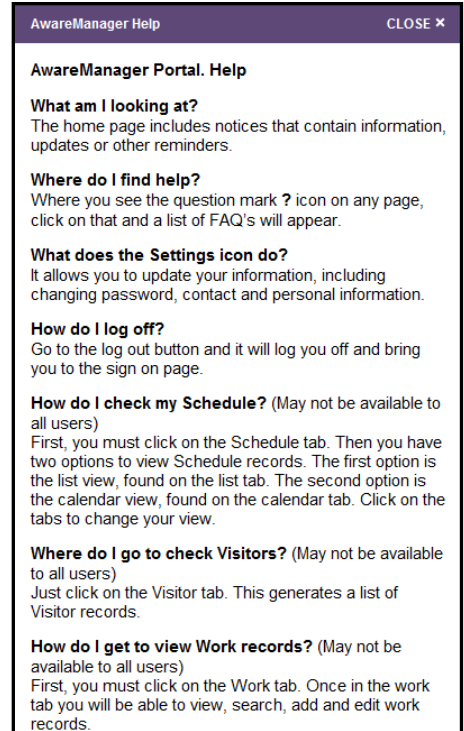 AwareManager Help CLOSE ×
AwareManager Portal. Help
What am I looking at?
The home page includes notices that contain information,
updates or other reminders.
Where do I find help?
Where you see the question mark ? icon on any page,
click on that and a list of FAQ's will appear.
What does the Settings icon do?
It allows you to update your information, including
changing password, contact and personal information.
How do I log off?
Go to the log out button and it will log you off and bring
you to the sign on page.
How do I check my Schedule? (May not be available to
all users)
First, you must click on the Schedule tab. Then you have
two options to view Schedule records. The first option is
the list view, found on the list tab. The second option is
the calendar view, found on the calendar tab. Click on the
tabs to change your view.
Where do I go to check Visitors? (May not be available
to all users)
Just click on the Visitor tab. This generates a list of
Visitor records.
How do I get to view Work records? (May not be
available to all users)
First, you must click on the Work tab. Once in the work
tab you will be able to view, search, add and edit work
records.